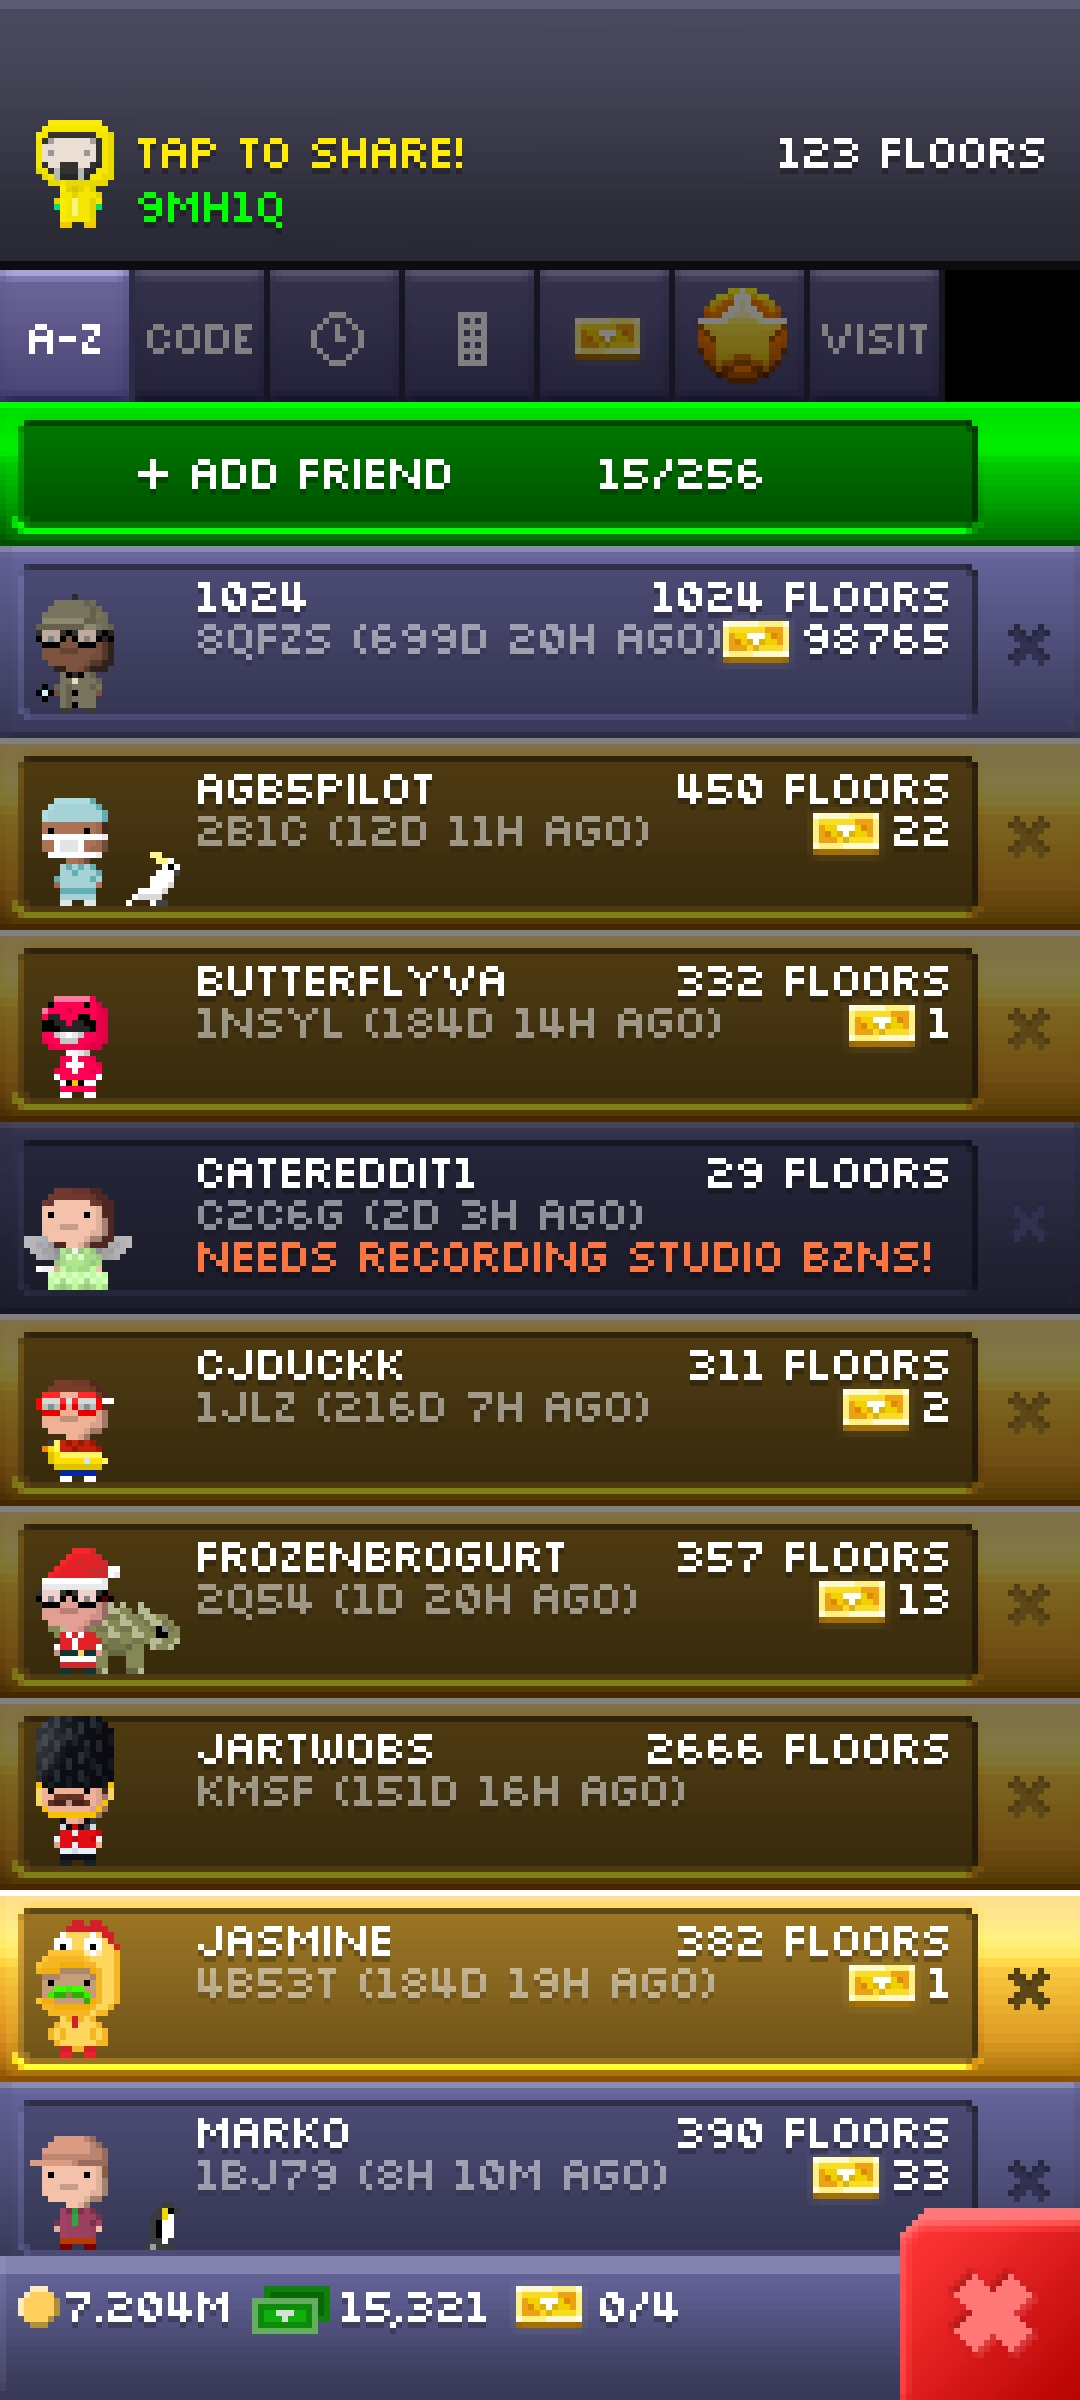 TAP TO SHARE! 123 FLOORS
9MH1Q
A-Z CODE VISIT
+ ADD FRIEND 15/256
1024 1024 FLOORS
8QFZS (699D 20H AGO) 98765
AGB5PILOT 450 FLOORS
2B1C (12D 11H AGO) 22
BUTTERFLYVA 332 FLOORS
1NSYL (184D 14H AGO) 1
CATEREDDIT1 29 FLOORS
C2C6G (2D 3H AGO)
NEEDS RECORDING STUDIO BZNS!
CJDUCKK 311 FLOORS
1JLZ (216D 7H AGO) 2
FROZENBROGURT 357 FLOORS
2Q54 (1D 20H AGO) 13
JARTWOBS 2666 FLOORS
KMSF (151D 16H AGO)
JASMINE 382 FLOORS
4B53T (184D 19H AGO) 1
MARKO 390 FLOORS
1BJ79 (8H 10M AGO) 33
7.204M 15,321 0/4